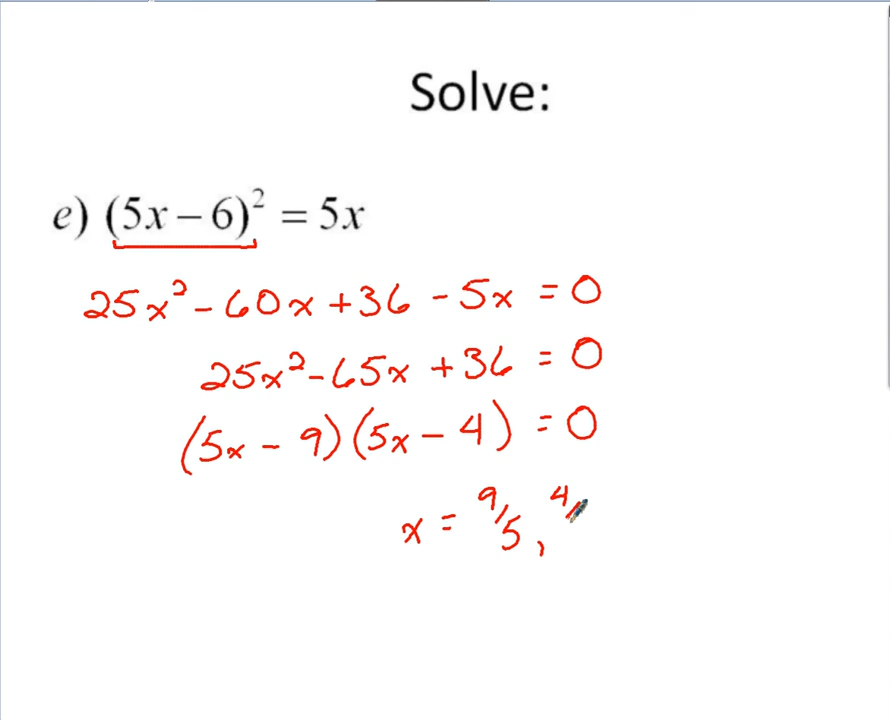 Solve:
e) (5x − 6)² = 5x
25x² - 60x + 36 - 5x = 0
25x² - 65x + 36 = 0
(5x - 9)(5x - 4) = 0
x = 9/5, 4/